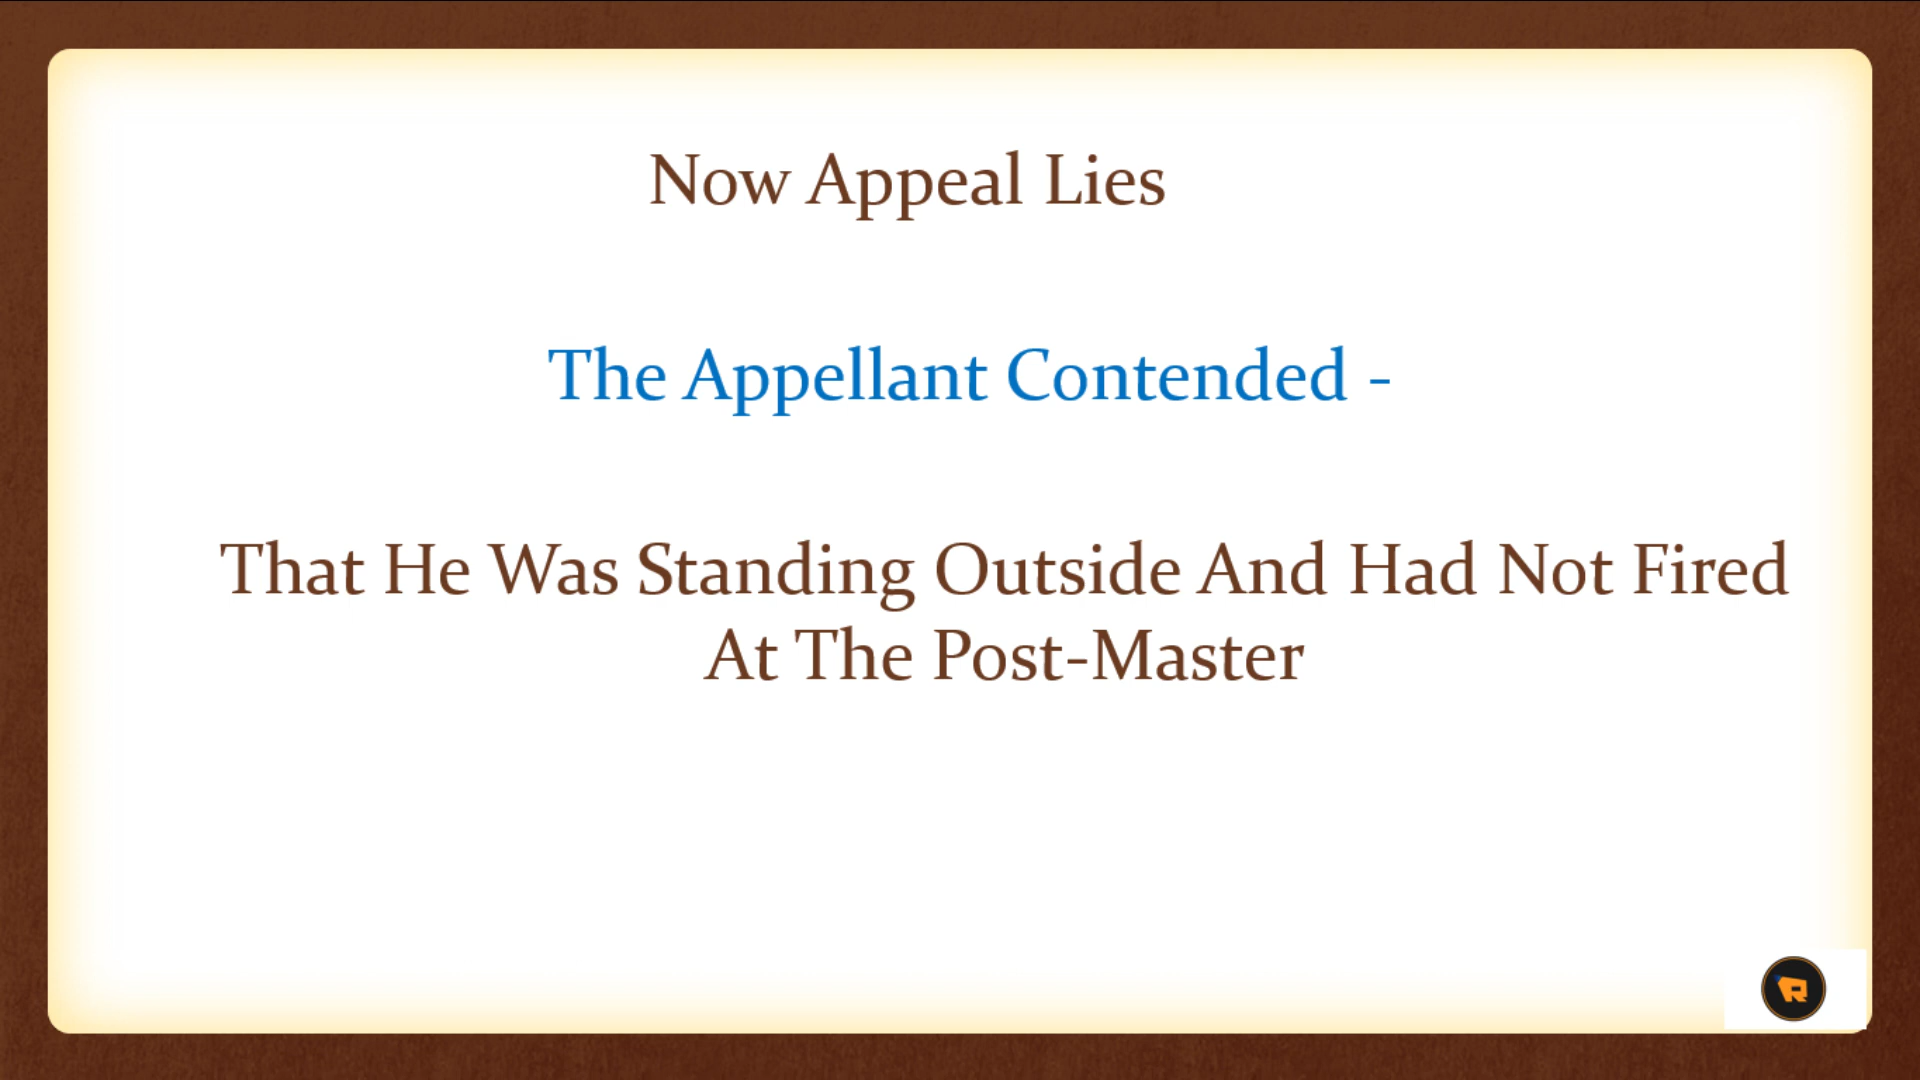 Now Appeal Lies
The Appellant Contended -
That He Was Standing Outside And Had Not Fired
At The Post-Master
R